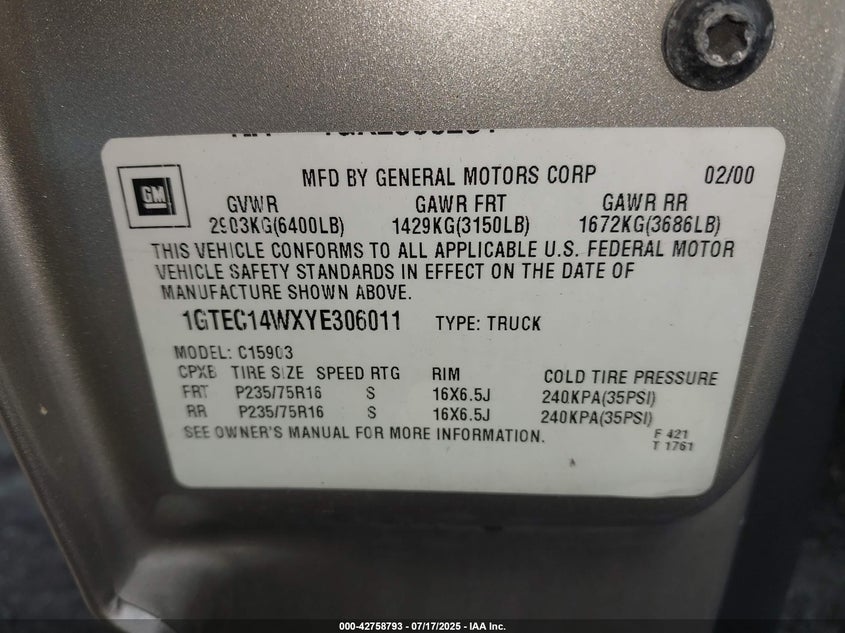 MFD BY GENERAL MOTORS CORP 02/00
GM
GVWR GAWR FRT GAWR RR
2903KG(6400LB) 1429KG(3150LB) 1672KG(3686LB)
THIS VEHICLE CONFORMS TO ALL APPLICABLE U.S. FEDERAL MOTOR
VEHICLE SAFETY STANDARDS IN EFFECT ON THE DATE OF
MANUFACTURE SHOWN ABOVE.
1GTEC14WXYE306011 TYPE: TRUCK
MODEL: C15903
CPXB TIRE SIZE SPEED RTG RIM COLD TIRE PRESSURE
FRT P235/75R16 S 16X6.5J 240KPA(35PSI)
RR P235/75R16 S 16X6.5J 240KPA(35PSI)
SEE OWNER'S MANUAL FOR MORE INFORMATION.
F 421
T 1761
000-42758793 - 07/17/2025 - IAA Inc.